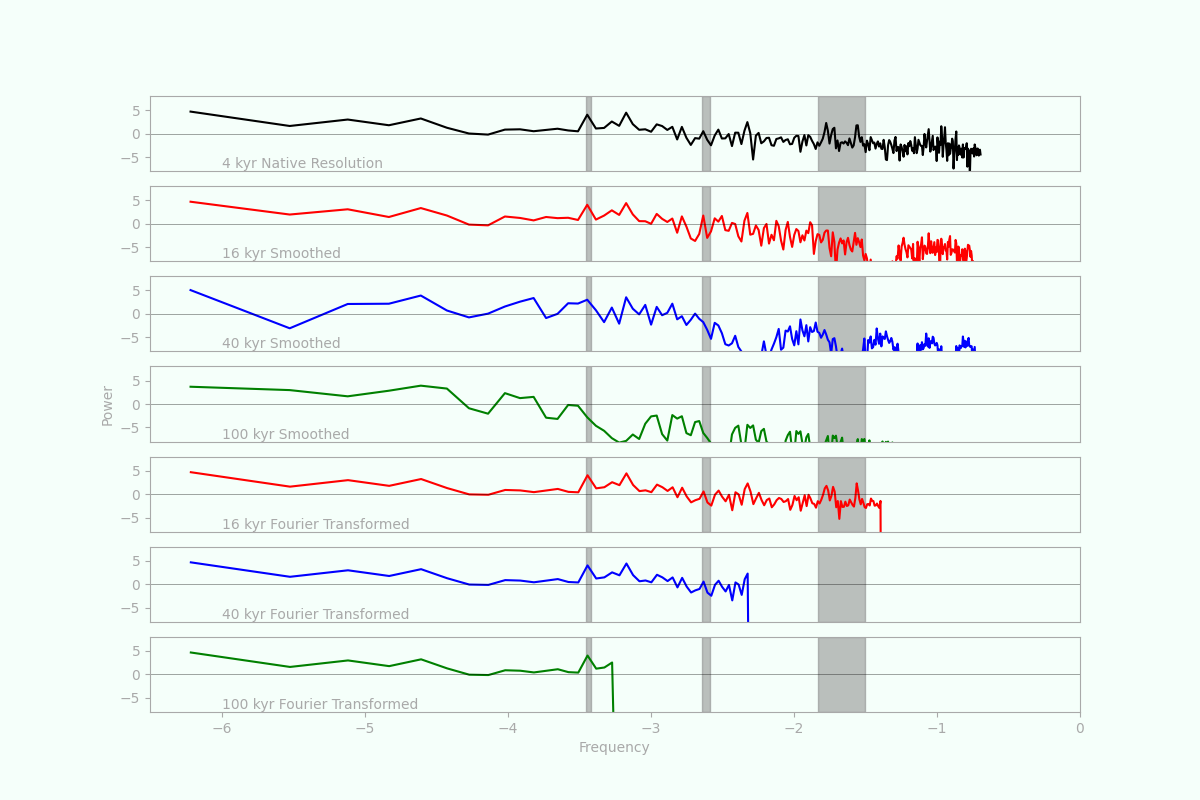 5
0
−5
4 kyr Native Resolution
5
0
−5
16 kyr Smoothed
5
0
−5
40 kyr Smoothed
5
0
−5
100 kyr Smoothed
Power
5
0
−5
16 kyr Fourier Transformed
5
0
−5
40 kyr Fourier Transformed
5
0
−5
100 kyr Fourier Transformed
−6 −5 −4 −3 −2 −1 0
Frequency